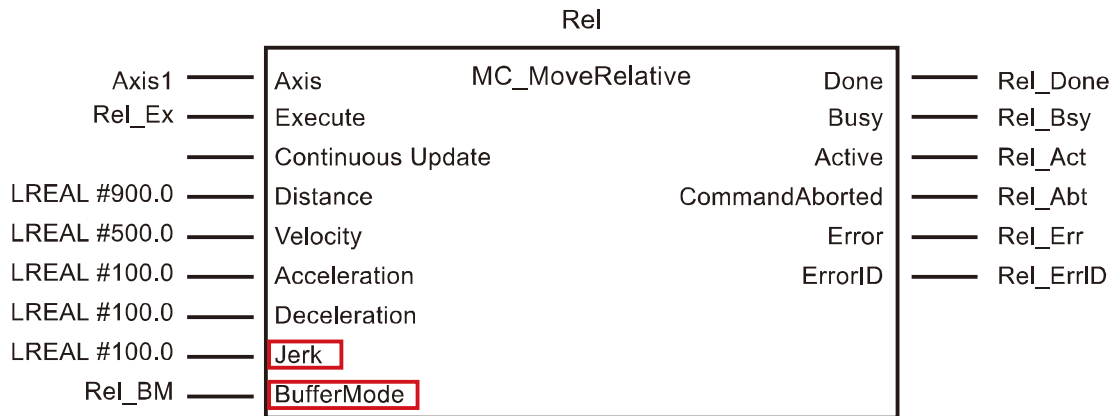 Rel
MC_MoveRelative
Axis1 Axis Done Rel_Done
Rel_Ex Execute Busy Rel_Bsy
Continuous Update Active Rel_Act
LREAL #900.0 Distance CommandAborted Rel_Abt
LREAL #500.0 Velocity Error Rel_Err
LREAL #100.0 Acceleration ErrorID Rel_ErrID
LREAL #100.0 Deceleration
LREAL #100.0 Jerk
Rel_BM BufferMode